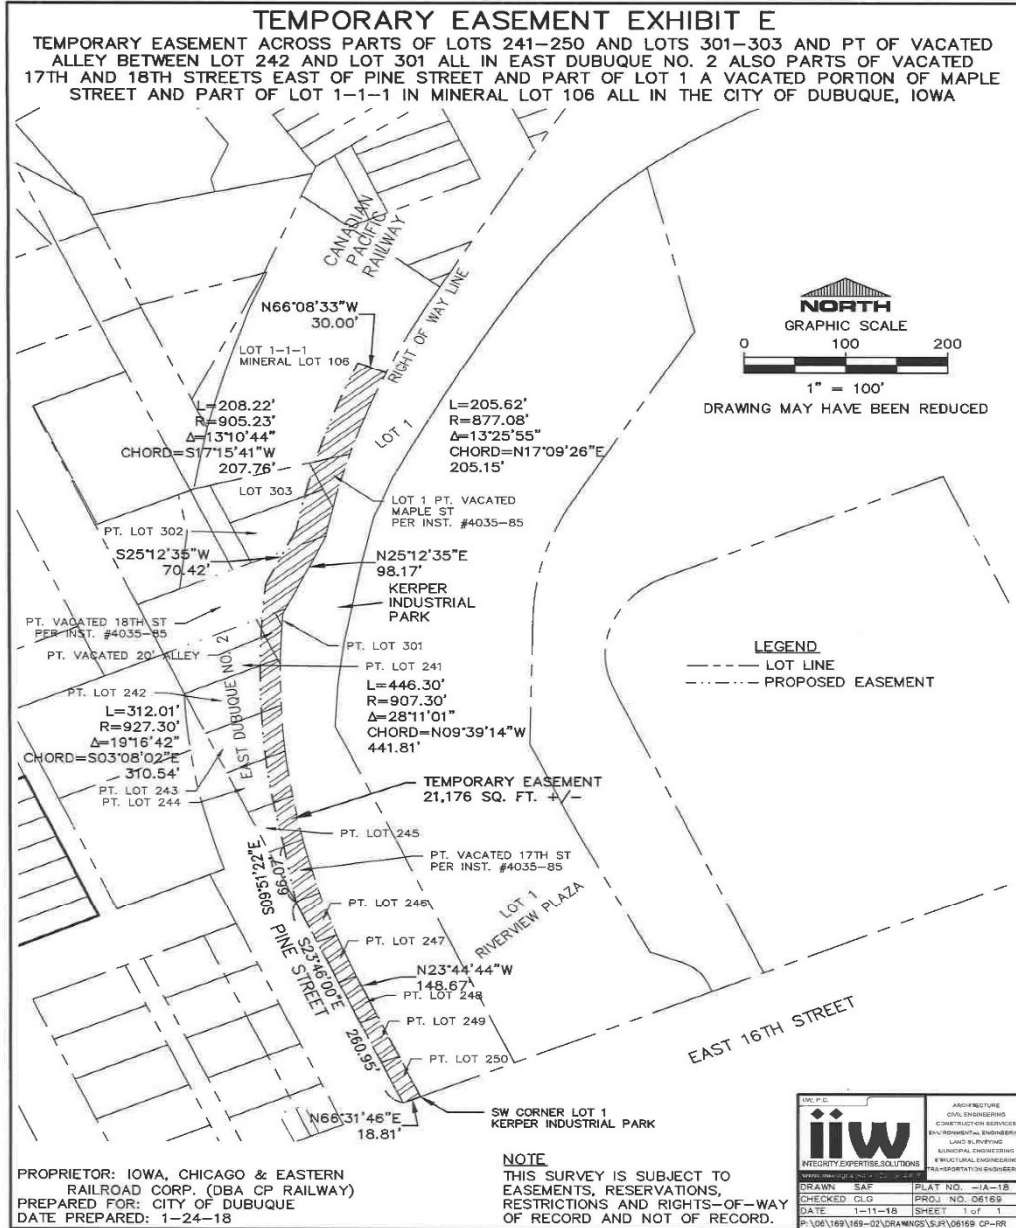 TEMPORARY EASEMENT EXHIBIT E
TEMPORARY EASEMENT ACROSS PARTS OF LOTS 241-250 AND LOTS 301-303 AND PT OF VACATED
ALLEY BETWEEN LOT 242 AND LOT 301 ALL IN EAST DUBUQUE NO. 2 ALSO PARTS OF VACATED
17TH AND 18TH STREETS EAST OF PINE STREET AND PART OF LOT 1 A VACATED PORTION OF MAPLE
STREET AND PART OF LOT 1-1-1 IN MINERAL LOT 106 ALL IN THE CITY OF DUBUQUE, IOWA
CANADIAN
PACIFIC
RAILWAY
RIGHT OF WAY LINE
N66°08'33"W
30.00'
LOT 1-1-1
MINERAL LOT 106
NORTH
GRAPHIC SCALE
0 100 200
1" = 100'
DRAWING MAY HAVE BEEN REDUCED
L=208.22'
R=905.23'
Δ=13°10'44"
CHORD=S17°15'41"W
207.76'
L=205.62'
R=877.08'
Δ=13°25'55"
CHORD=N17°09'26"E
205.15'
LOT 1
LOT 303
LOT 1 PT. VACATED
MAPLE ST
PER INST. #4035-85
PT. LOT 302
S25°12'35"W
70.42'
N25°12'35"E
98.17'
KERPER
INDUSTRIAL
PARK
PT. VACATED 18TH ST
PER INST. #4035-85
PT. VACATED 20' ALLEY
PT. LOT 301
PT. LOT 241
EAST DUBUQUE NO. 2
LEGEND
LOT LINE
PROPOSED EASEMENT
PT. LOT 242
L=312.01'
R=927.30'
Δ=19°16'42"
CHORD=S03°08'02"E
310.54'
L=446.30'
R=907.30'
Δ=28°11'01"
CHORD=N09°39'14"W
441.81'
PT. LOT 243
PT. LOT 244
TEMPORARY EASEMENT
21,176 SQ. FT. +/-
PT. LOT 245
PT. VACATED 17TH ST
PER INST. #4035-85
S09°51'22"E
66.07'
PT. LOT 246
LOT 1
RIVERVIEW PLAZA
PINE STREET
PT. LOT 247
S23°46'00"E
260.95'
N23°44'44"W
148.67'
PT. LOT 248
PT. LOT 249
PT. LOT 250
EAST 16TH STREET
N66°31'46"E
18.81'
SW CORNER LOT 1
KERPER INDUSTRIAL PARK
PROPRIETOR: IOWA, CHICAGO & EASTERN
RAILROAD CORP. (DBA CP RAILWAY)
PREPARED FOR: CITY OF DUBUQUE
DATE PREPARED: 1-24-18
NOTE
THIS SURVEY IS SUBJECT TO
EASEMENTS, RESERVATIONS,
RESTRICTIONS AND RIGHTS-OF-WAY
OF RECORD AND NOT OF RECORD.
IIW, P.C.
iiw
INTEGRITY. EXPERTISE. SOLUTIONS
ARCHITECTURE
CIVIL ENGINEERING
CONSTRUCTION SERVICES
ENVIRONMENTAL ENGINEERING
LAND SURVEYING
MUNICIPAL ENGINEERING
STRUCTURAL ENGINEERING
TRANSPORTATION ENGINEERING
DRAWN SAF PLAT NO. -IA-18
CHECKED CLG PROJ NO. 06169
DATE 1-11-18 SHEET 1 of 1
P:\06\169\169-02\DRAWINGS\SUR\06169 CP-RR